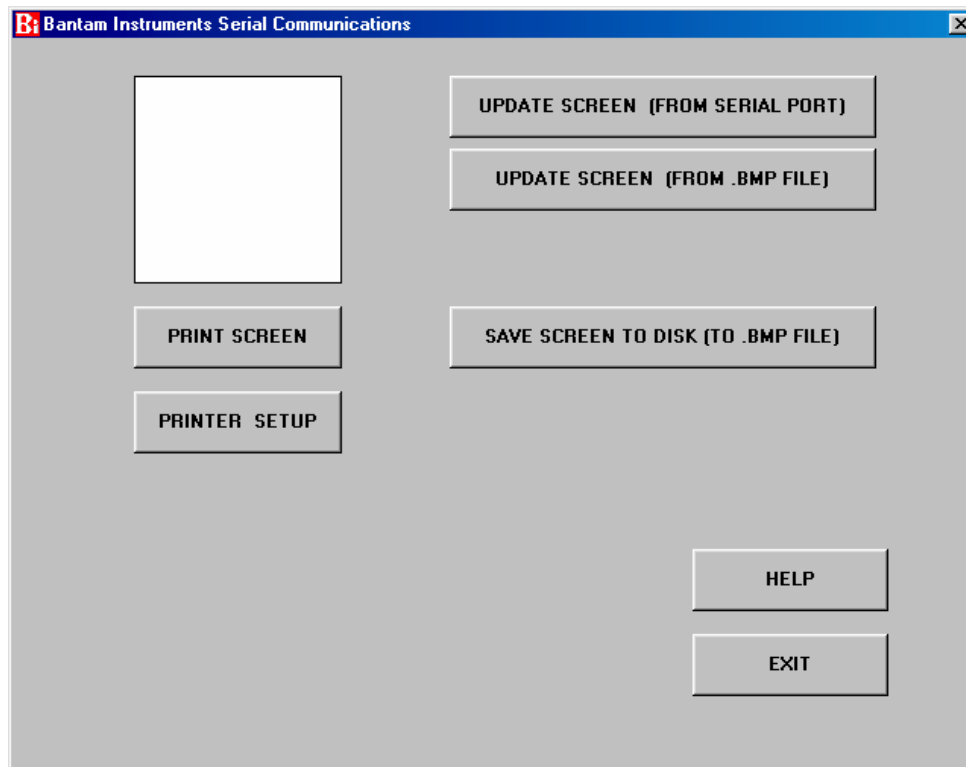 Bi Bantam Instruments Serial Communications
UPDATE SCREEN (FROM SERIAL PORT)
UPDATE SCREEN (FROM .BMP FILE)
PRINT SCREEN
SAVE SCREEN TO DISK (TO .BMP FILE)
PRINTER SETUP
HELP
EXIT